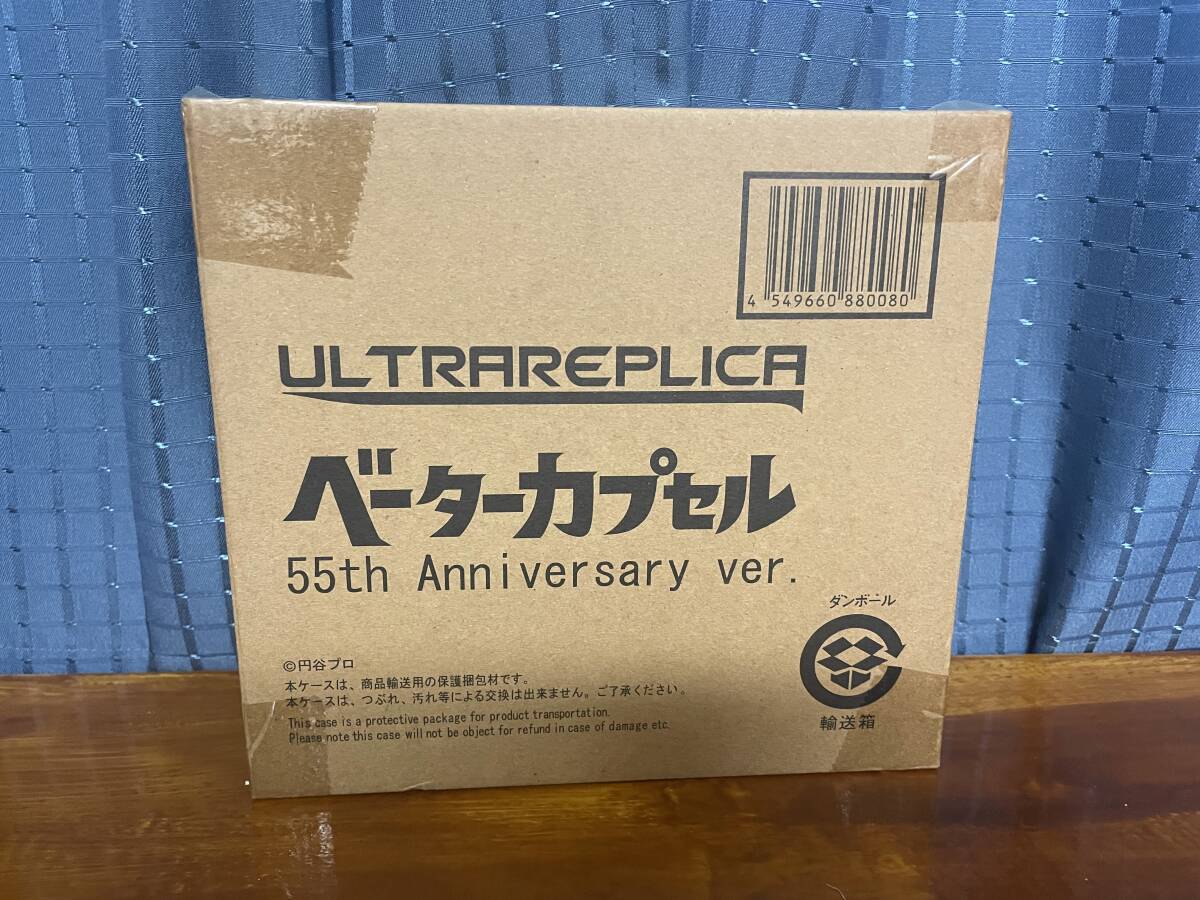 4 549660 880080
ULTRAREPLICA
ベーターカプセル
55th Anniversary ver.
ダンボール
輸送箱
©円谷プロ
本ケースは、商品輸送用の保護梱包材です。
本ケースは、つぶれ、汚れ等による交換は出来ません。ご了承ください。
This case is a protective package for product transportation.
Please note this case will not be object for refund in case of damage etc.